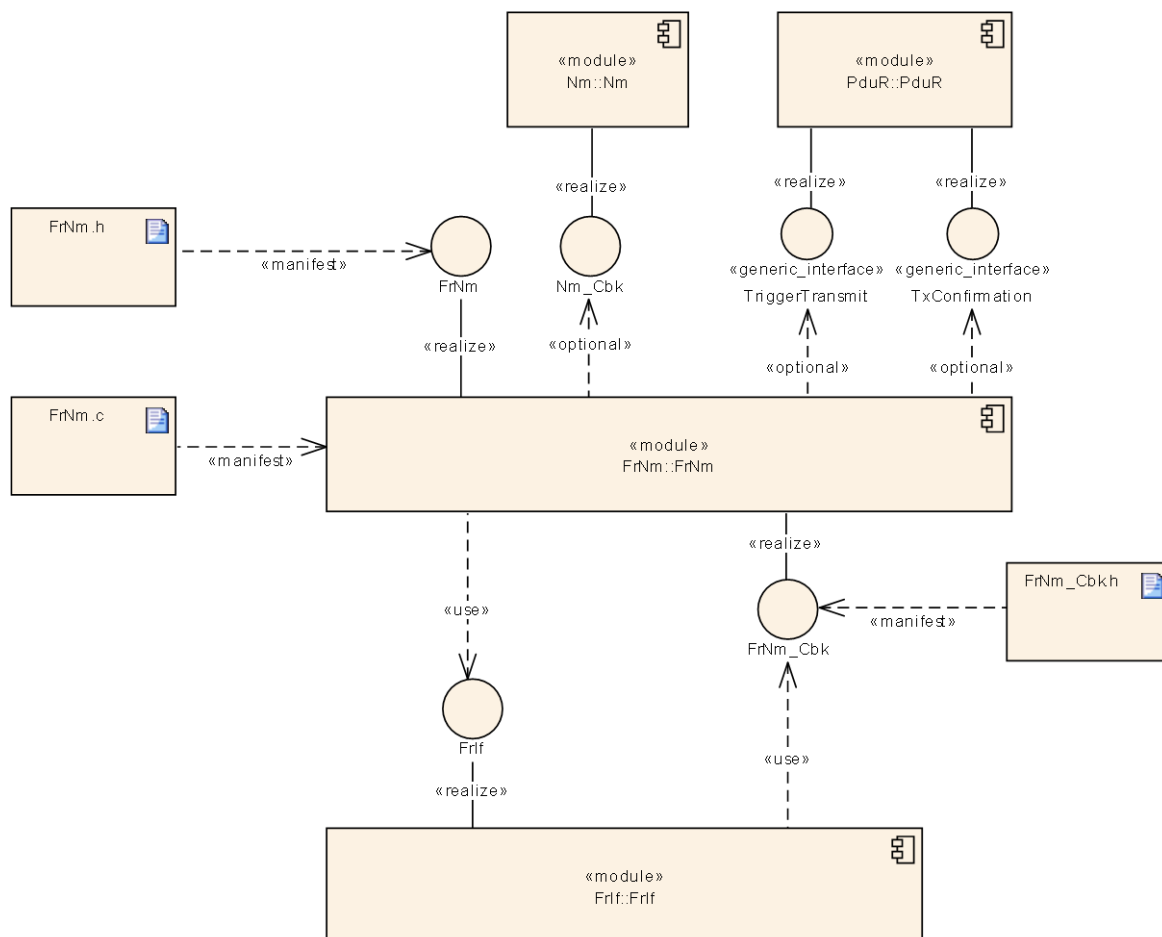 «module»
Nm::Nm
«module»
PduR::PduR
«realize»
«realize»
«realize»
FrNm.h
«manifest»
FrNm
Nm_Cbk
«generic_interface»
TriggerTransmit
«generic_interface»
TxConfirmation
«realize»
«optional»
«optional»
«optional»
FrNm.c
«manifest»
«module»
FrNm::FrNm
«realize»
FrNm_Cbk.h
«use»
«manifest»
FrNm_Cbk
FrIf
«use»
«realize»
«module»
FrIf::FrIf